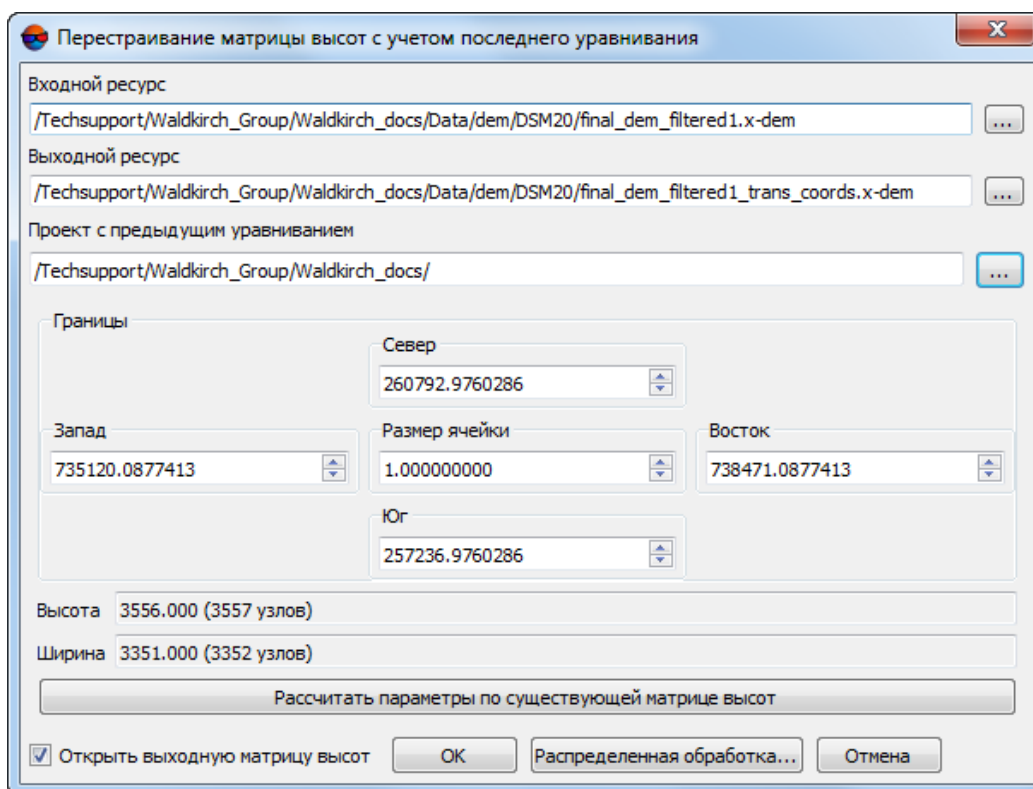 Перестраивание матрицы высот с учетом последнего уравнивания
Входной ресурс
/Techsupport/Waldkirch_Group/Waldkirch_docs/Data/dem/DSM20/final_dem_filtered1.x-dem
...
Выходной ресурс
/Techsupport/Waldkirch_Group/Waldkirch_docs/Data/dem/DSM20/final_dem_filtered1_trans_coords.x-dem
...
Проект с предыдущим уравниванием
/Techsupport/Waldkirch_Group/Waldkirch_docs/
...
Границы
Север
260792.9760286
Запад
735120.0877413
Размер ячейки
1.000000000
Восток
738471.0877413
Юг
257236.9760286
Высота 3556.000 (3557 узлов)
Ширина 3351.000 (3352 узлов)
Рассчитать параметры по существующей матрице высот
Открыть выходную матрицу высот
OK
Распределенная обработка...
Отмена